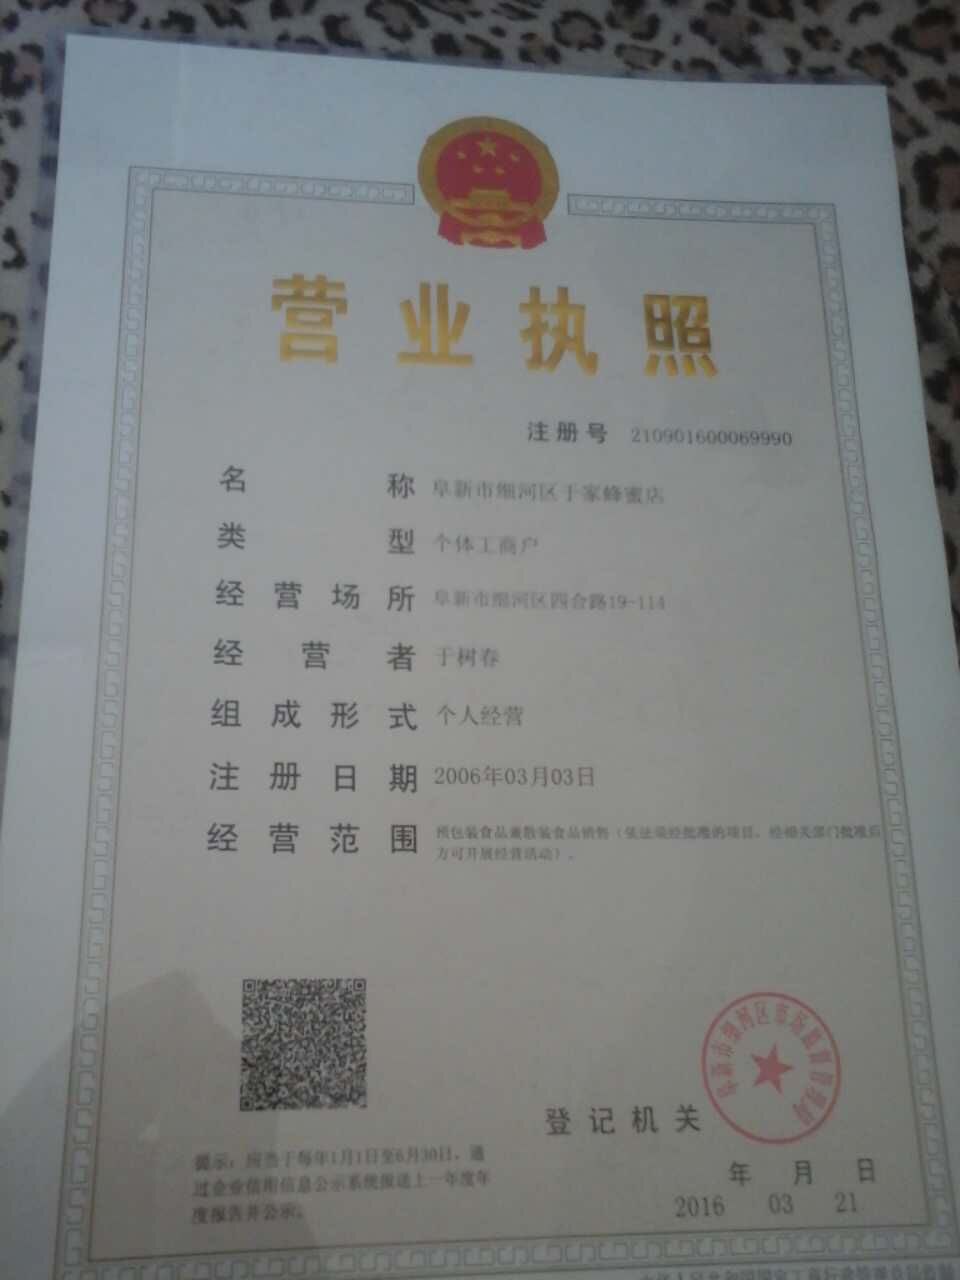 营业执照
注册号 210901600069990
名称 阜新市细河区于家蜂蜜店
类型 个体工商户
经营场所 阜新市细河区四合路19-114
经营者 于树春
组成形式 个人经营
注册日期 2006年03月03日
经营范围 预包装食品兼散装食品销售（依法须经批准的项目，经相关部门批准后
方可开展经营活动）。
阜新市细河区市场监督管理局
登记机关
提示：应当于每年1月1日至6月30日，通
过企业信用信息公示系统报送上一年度年
度报告并公示。
年 月 日
2016 03 21